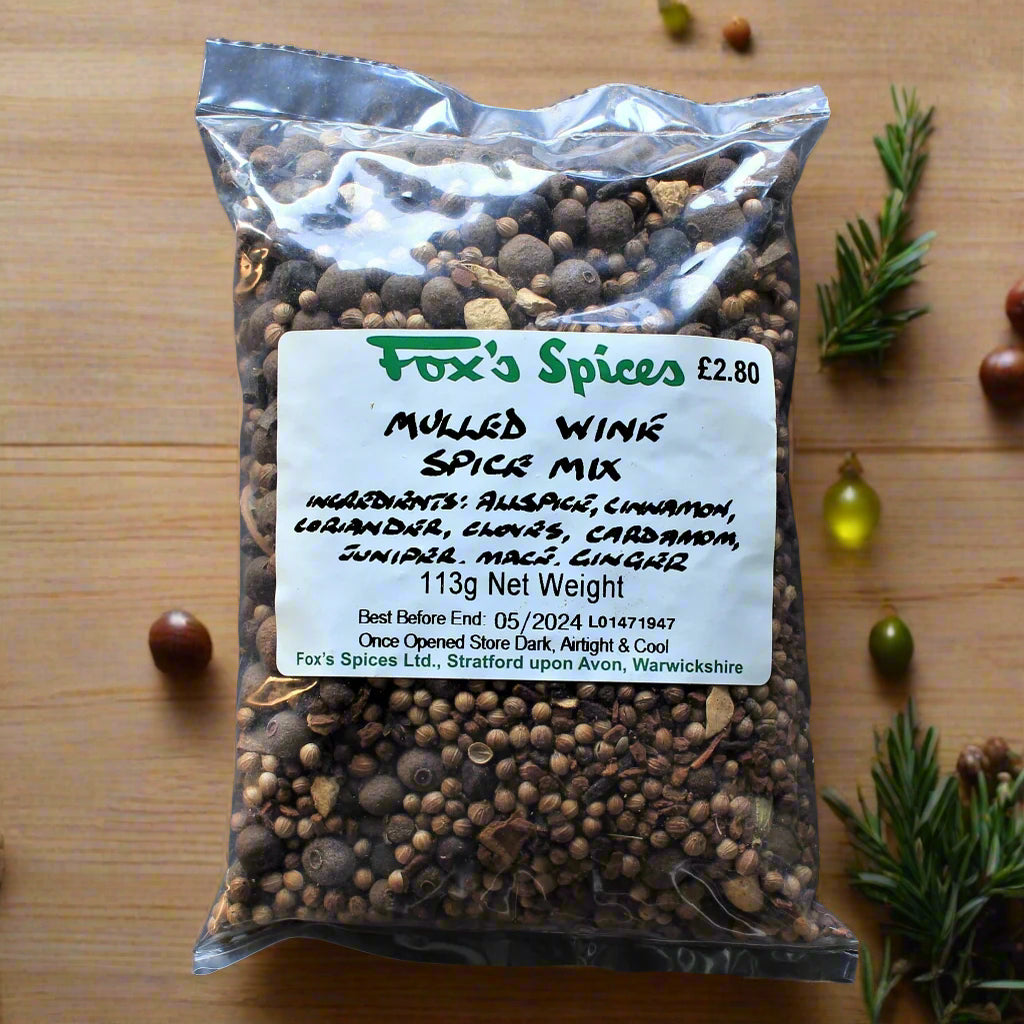 Fox's Spices £2.80
MULLED WINE
SPICE MIX
INGREDIENTS: ALLSPICE, CINNAMON,
CORIANDER, CLOVES, CARDAMOM,
JUNIPER. MACE. GINGER
113g Net Weight
Best Before End: 05/2024 L01471947
Once Opened Store Dark, Airtight & Cool
Fox's Spices Ltd., Stratford upon Avon, Warwickshire